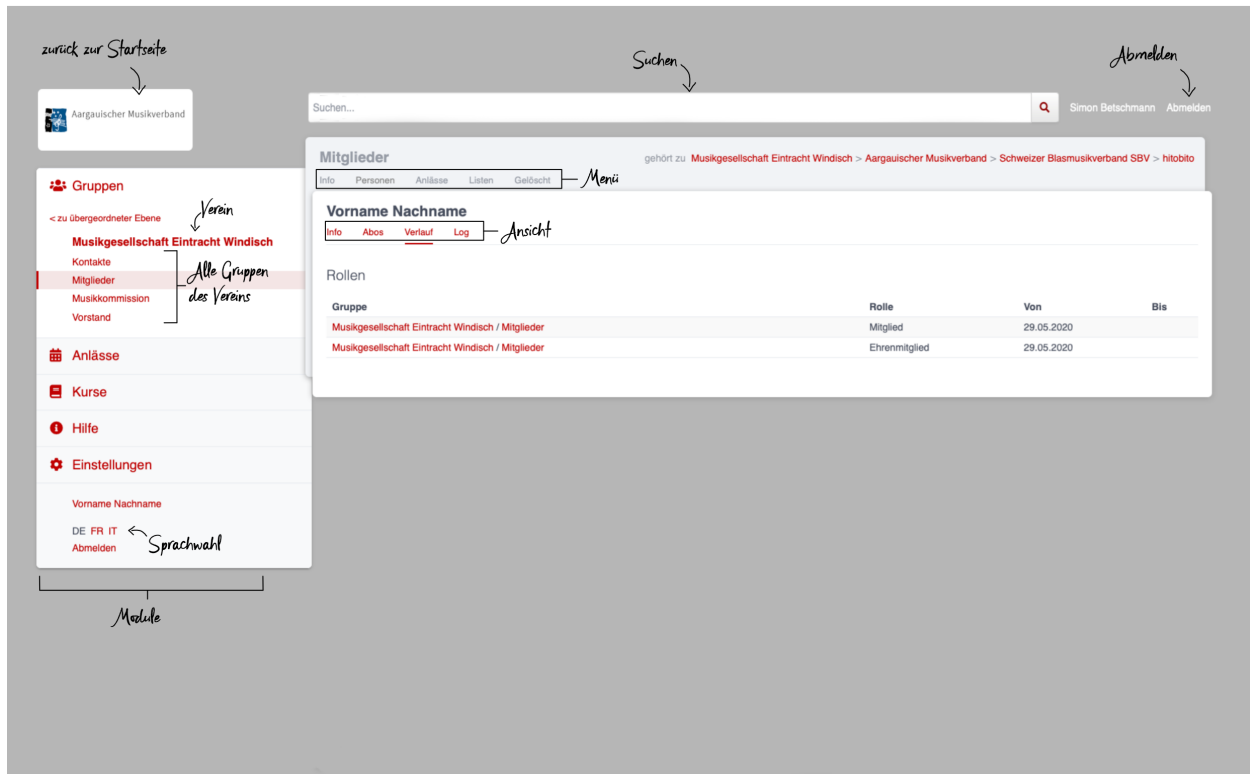 zurück zur Startseite
Suchen
Abmelden
Aargauischer Musikverband
Suchen...
Simon Betschmann Abmelden
Mitglieder
gehört zu Musikgesellschaft Eintracht Windisch > Aargauischer Musikverband > Schweizer Blasmusikverband SBV > hitobito
Info Personen Anlässe Listen Gelöscht
Menü
Gruppen
< zu übergeordneter Ebene
Verein
Musikgesellschaft Eintracht Windisch
Kontakte
Mitglieder
Musikkommission
Vorstand
Alle Gruppen
des Vereins
Vorname Nachname
Info Abos Verlauf Log
Ansicht
Rollen
Gruppe Rolle Von Bis
Musikgesellschaft Eintracht Windisch / Mitglieder Mitglied 29.05.2020
Musikgesellschaft Eintracht Windisch / Mitglieder Ehrenmitglied 29.05.2020
Anlässe
Kurse
Hilfe
Einstellungen
Vorname Nachname
DE FR IT
Abmelden
Sprachwahl
Module